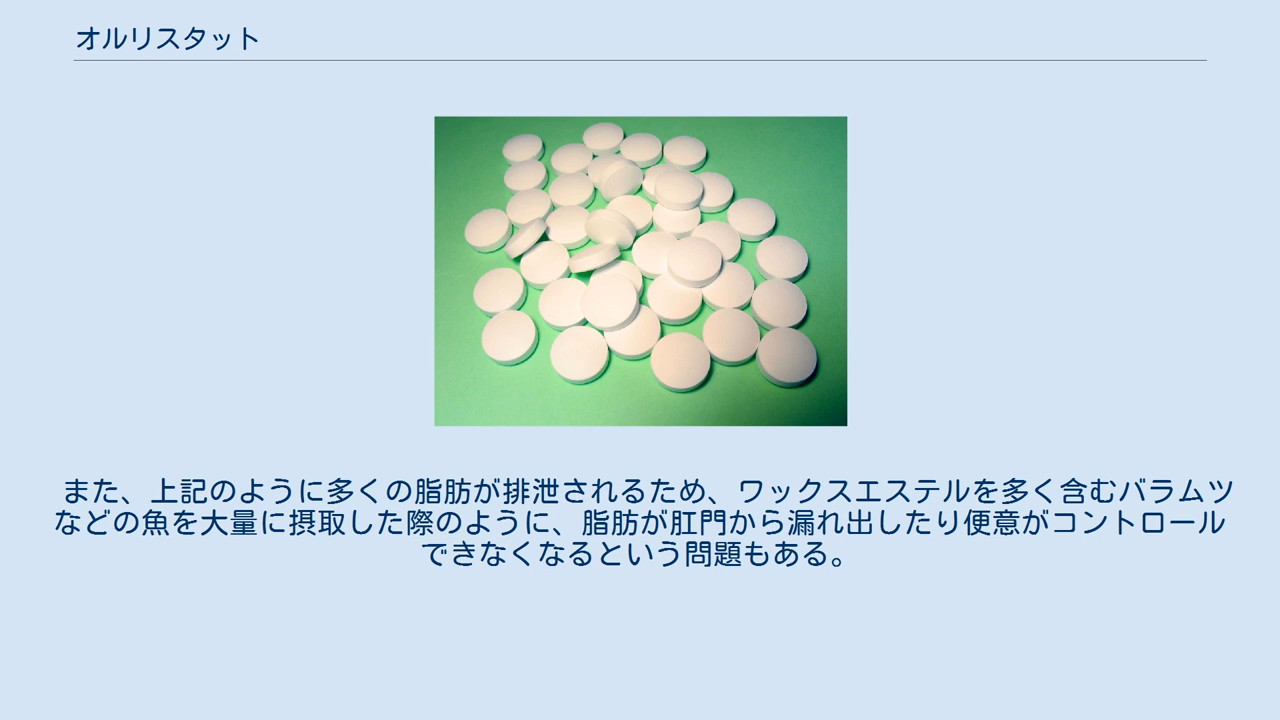 オルリスタット
また、上記のように多くの脂肪が排泄されるため、ワックスエステルを多く含むバラムツ
などの魚を大量に摂取した際のように、脂肪が肛門から漏れ出したり便意がコントロール
できなくなるという問題もある。